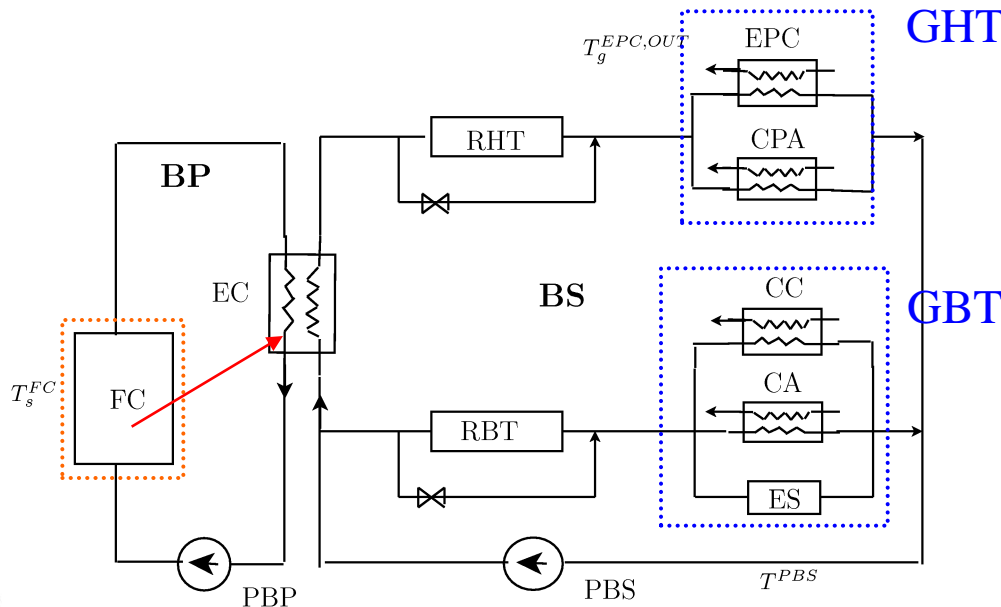 GHT
T_g^{EPC,OUT}
EPC
RHT
CPA
BP
EC
BS
CC
GBT
T_s^{FC}
FC
CA
RBT
ES
PBP
PBS
T^{PBS}